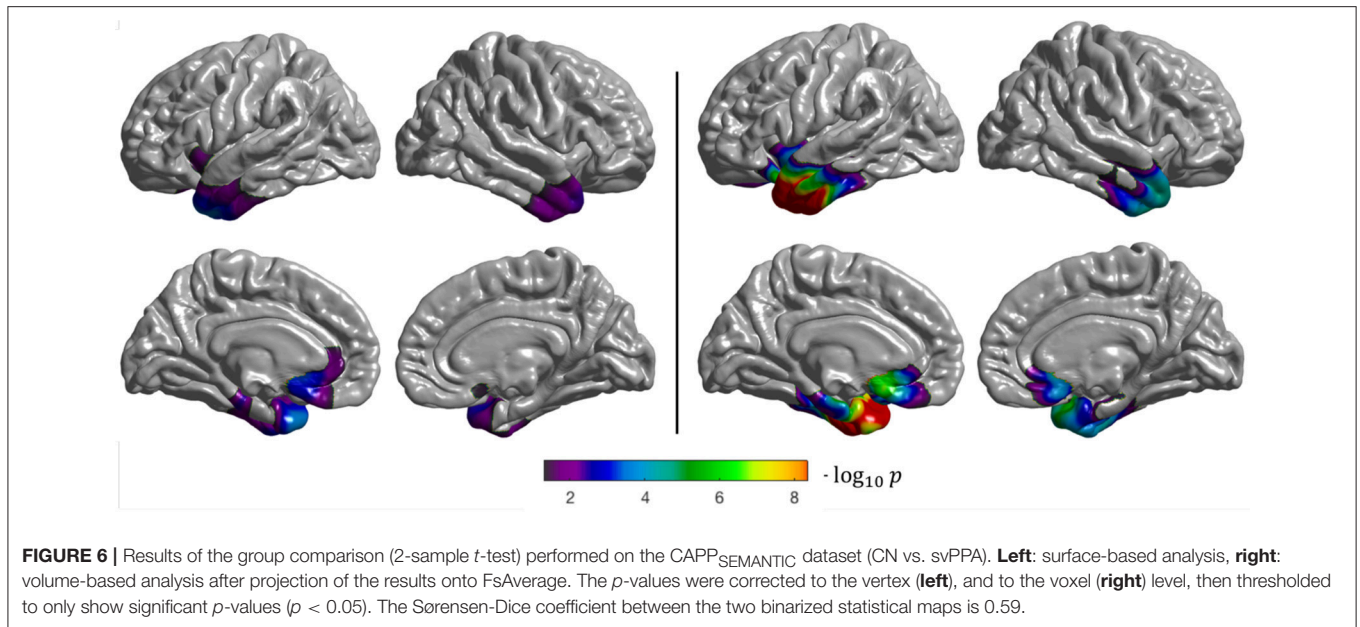 2 4 6 8
- log₁₀ p
FIGURE 6 | Results of the group comparison (2-sample t-test) performed on the CAPP_SEMANTIC dataset (CN vs. svPPA). Left: surface-based analysis, right:
volume-based analysis after projection of the results onto FsAverage. The p-values were corrected to the vertex (left), and to the voxel (right) level, then thresholded
to only show significant p-values (p < 0.05). The Sørensen-Dice coefficient between the two binarized statistical maps is 0.59.